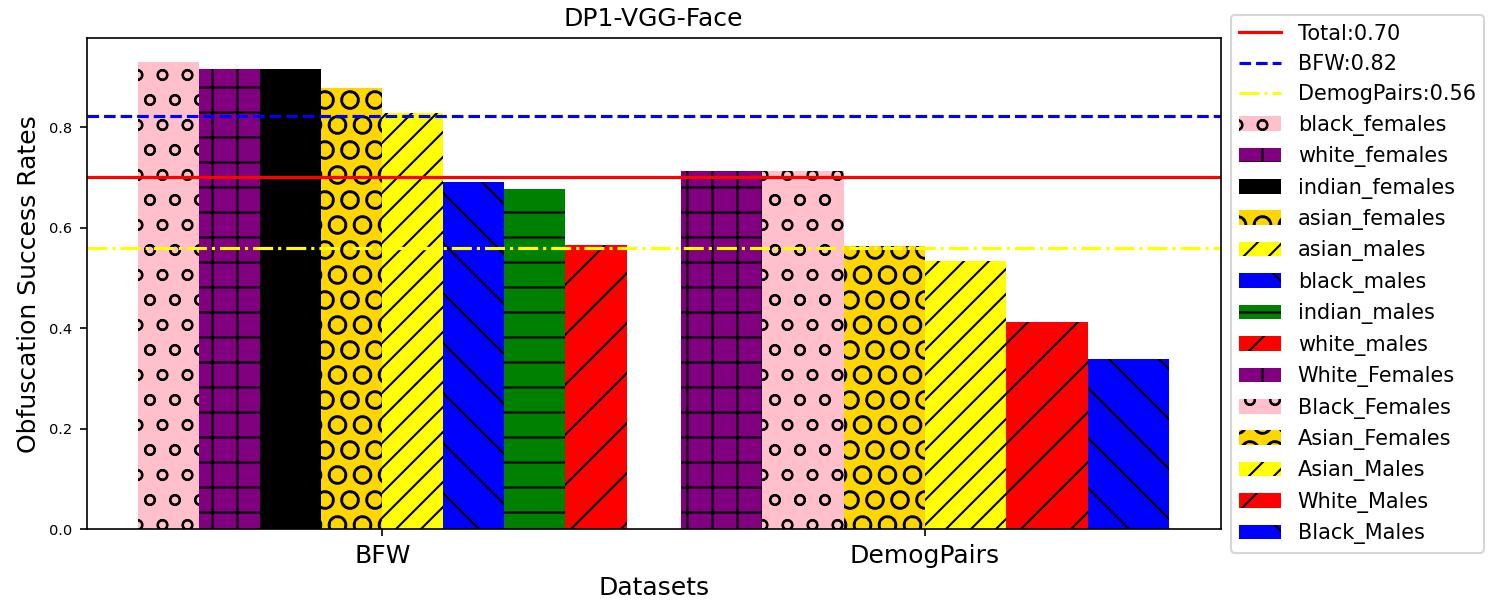 DP1-VGG-Face
Obfuscation Success Rates
0.8
0.6
0.4
0.2
0.0
BFW
DemogPairs
Datasets
Total:0.70
BFW:0.82
DemogPairs:0.56
black_females
white_females
indian_females
asian_females
asian_males
black_males
indian_males
white_males
White_Females
Black_Females
Asian_Females
Asian_Males
White_Males
Black_Males